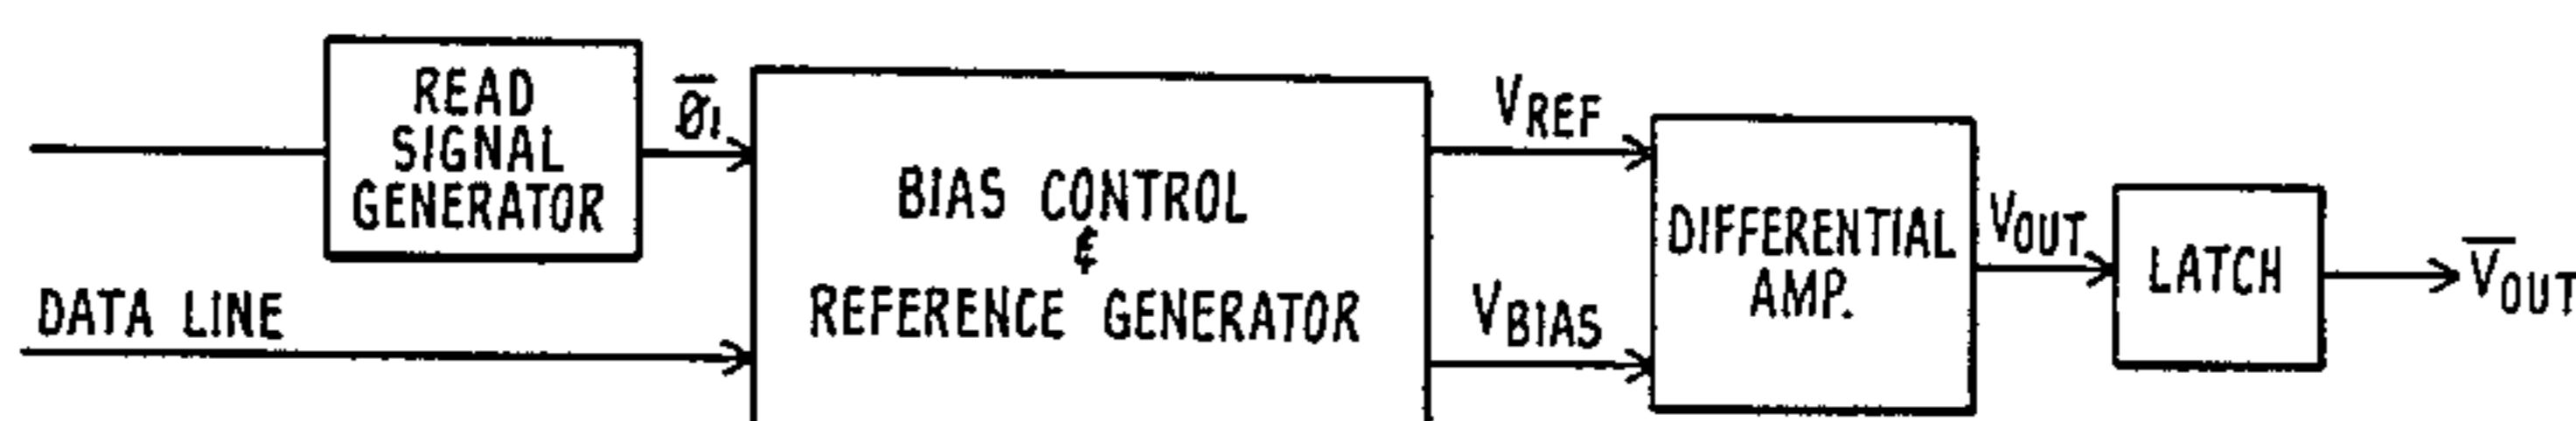 READ
SIGNAL
GENERATOR
Ø̅1
BIAS CONTROL
&
REFERENCE GENERATOR
DATA LINE
VREF
VBIAS
DIFFERENTIAL
AMP.
VOUT
LATCH
V̅OUT